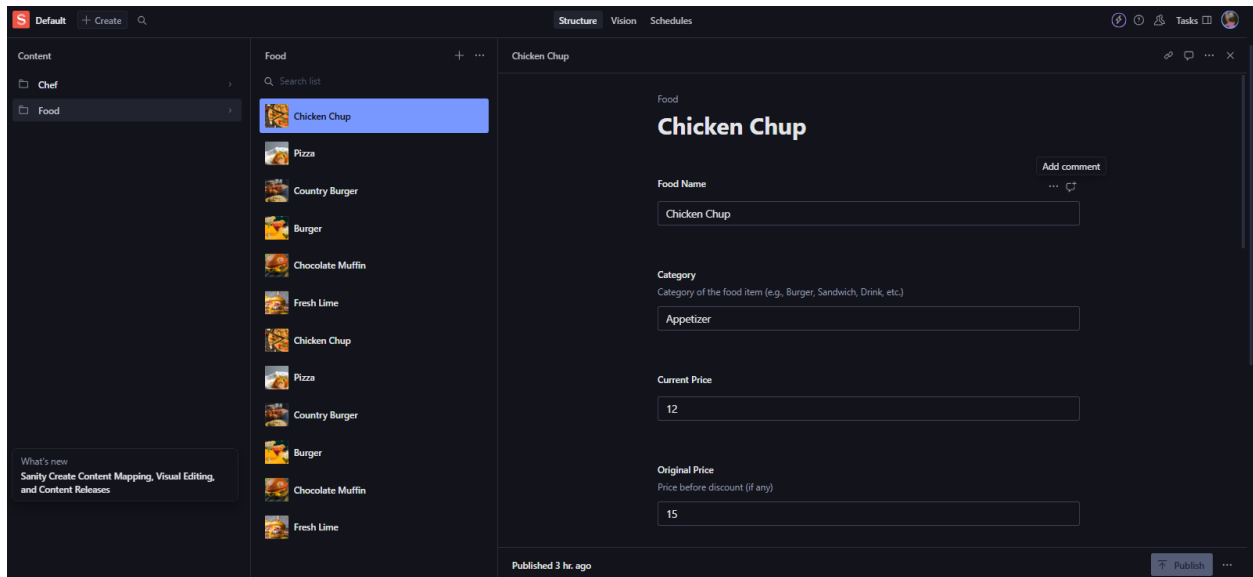 S Default + Create Structure Vision Schedules Tasks
Content
Chef
Food
What's new
Sanity Create Content Mapping, Visual Editing,
and Content Releases
Food
Search list
Chicken Chup
Pizza
Country Burger
Burger
Chocolate Muffin
Fresh Lime
Chicken Chup
Pizza
Country Burger
Burger
Chocolate Muffin
Fresh Lime
Chicken Chup
Food
Chicken Chup
Add comment
Food Name
Chicken Chup
Category
Category of the food item (e.g., Burger, Sandwich, Drink, etc.)
Appetizer
Current Price
12
Original Price
Price before discount (if any)
15
Published 3 hr. ago
Publish